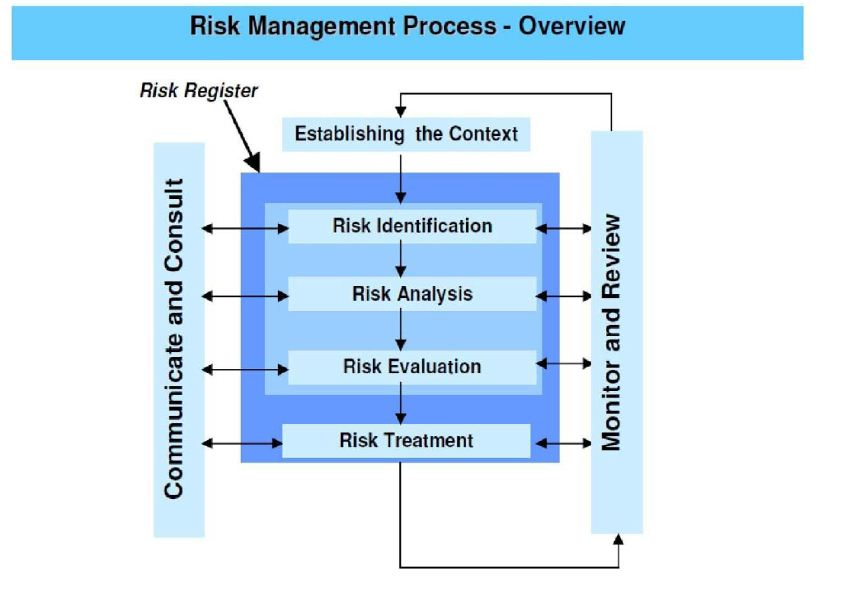 Risk Management Process - Overview
Risk Register
Establishing the Context
Communicate and Consult
Risk Identification
Risk Analysis
Risk Evaluation
Risk Treatment
Monitor and Review